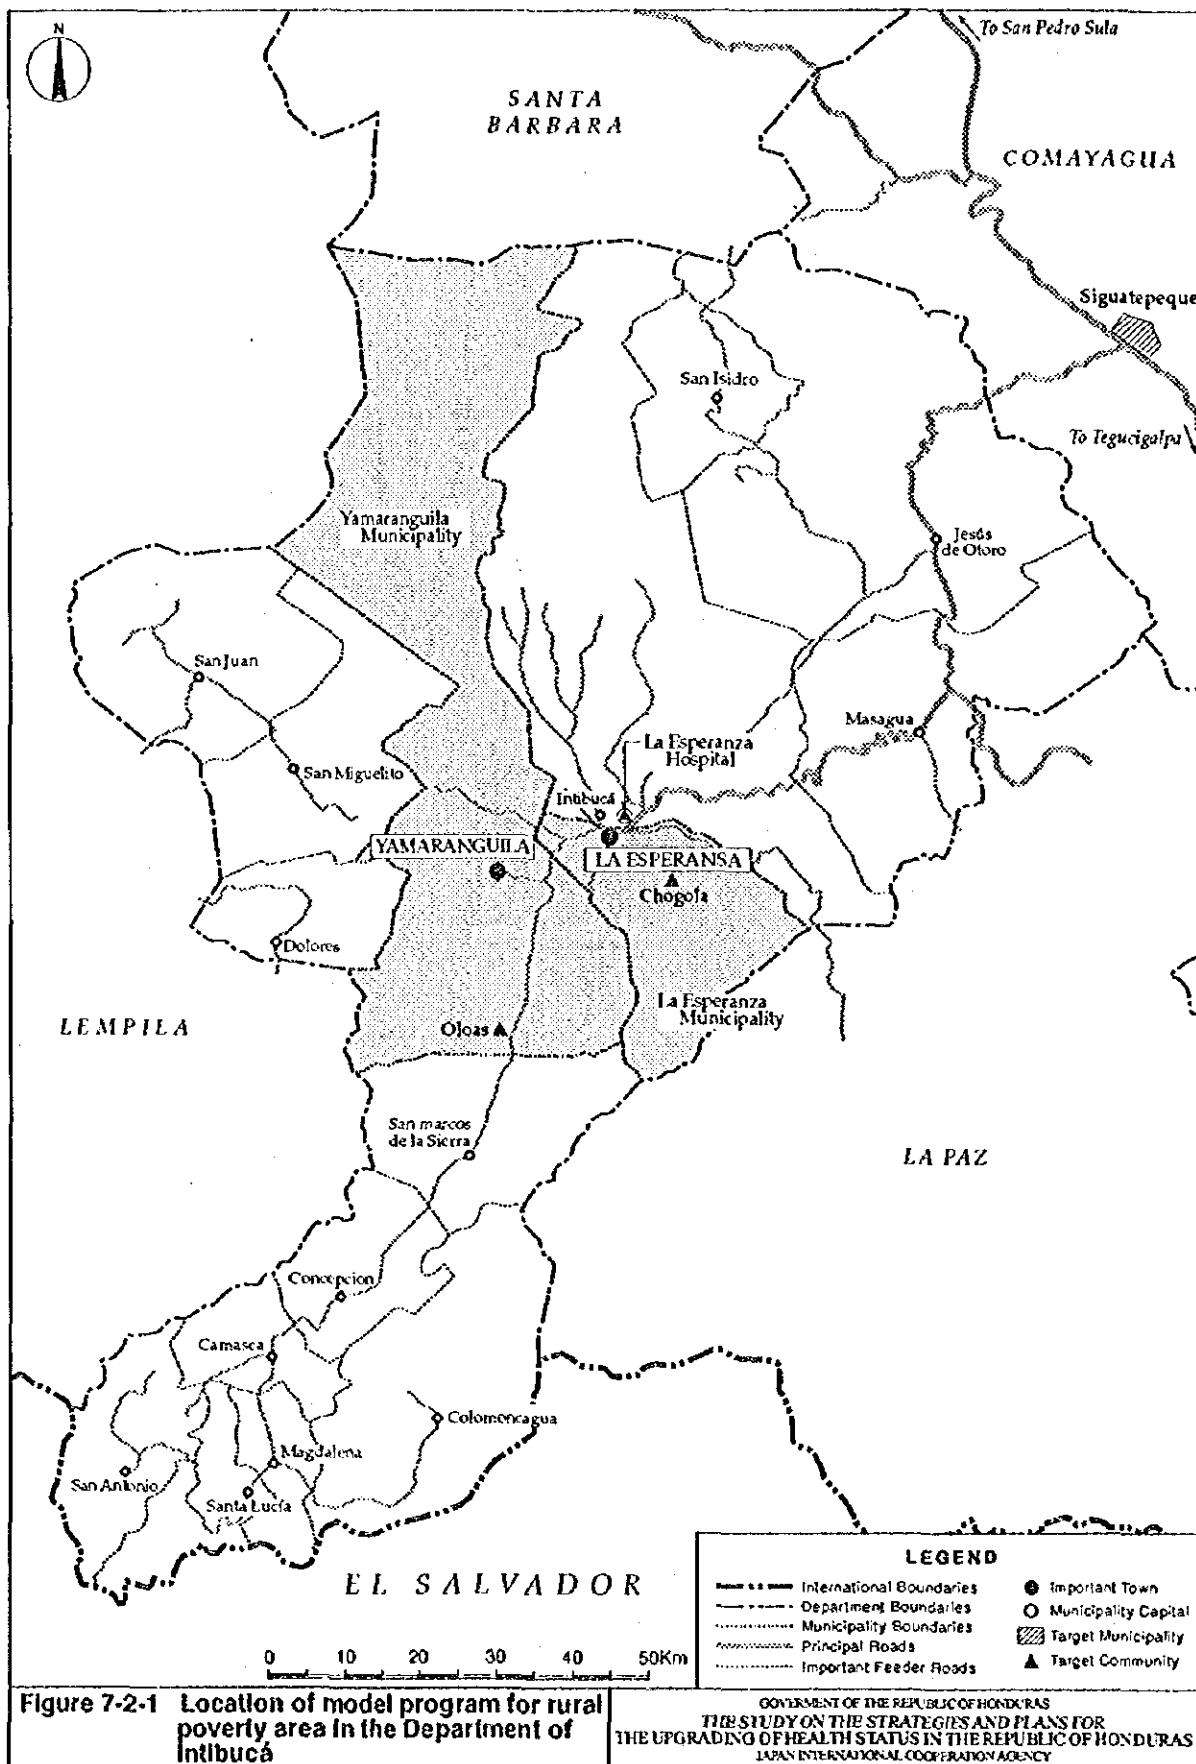 N
To San Pedro Sula
SANTA
BARBARA
COMAYAGUA
Siguatepeque
San Isidro
To Tegucigalpa
Yamaranguila
Municipality
Jesús
de Otoro
San Juan
Masagua
La Esperanza
Hospital
San Miguelito
Intibucá
YAMARANGUILA
LA ESPERANSA
Chogola
Dolores
La Esperanza
Municipality
LEMPILA
Oloas
San marcos
de la Sierra
LA PAZ
Concepcion
Camasca
Colomoncagua
Magdalena
San Antonio
Santa Lucía
EL SALVADOR
LEGEND
International Boundaries
Department Boundaries
Municipality Boundaries
Principal Roads
Important Feeder Roads
Important Town
Municipality Capital
Target Municipality
Target Community
0 10 20 30 40 50Km
Figure 7-2-1 Location of model program for rural
poverty area in the Department of
Intibucá
GOVERMENT OF THE REPUBLIC OF HONDURAS
THE STUDY ON THE STRATEGIES AND PLANS FOR
THE UPGRADING OF HEALTH STATUS IN THE REPUBLIC OF HONDURAS
JAPAN INTERNATIONAL COOPERATION AGENCY